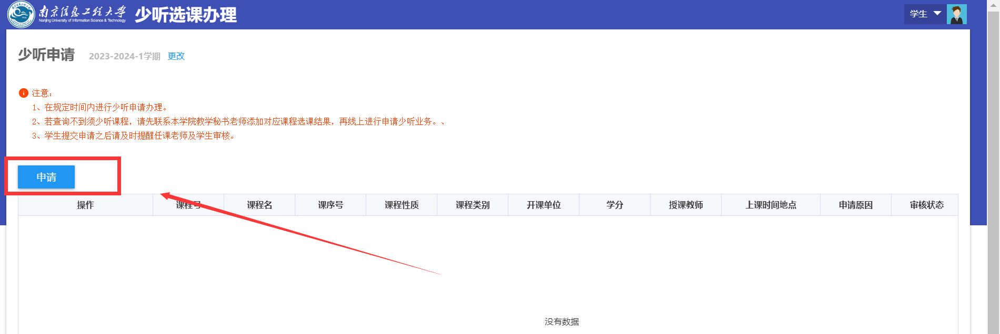 南京信息工程大学
Nanjing University of Information Science & Technology
少听选课办理
学生
少听申请 2023-2024-1学期 更改
注意：
1、在规定时间内进行少听申请办理。
2、若查询不到须少听课程，请先联系本学院教学秘书老师添加对应课程选课结果，再线上进行申请少听业务。、
3、学生提交申请之后请及时提醒任课老师及学生审核。
申请
操作 课程号 课程名 课序号 课程性质 课程类别 开课单位 学分 授课教师 上课时间地点 申请原因 审核状态
没有数据